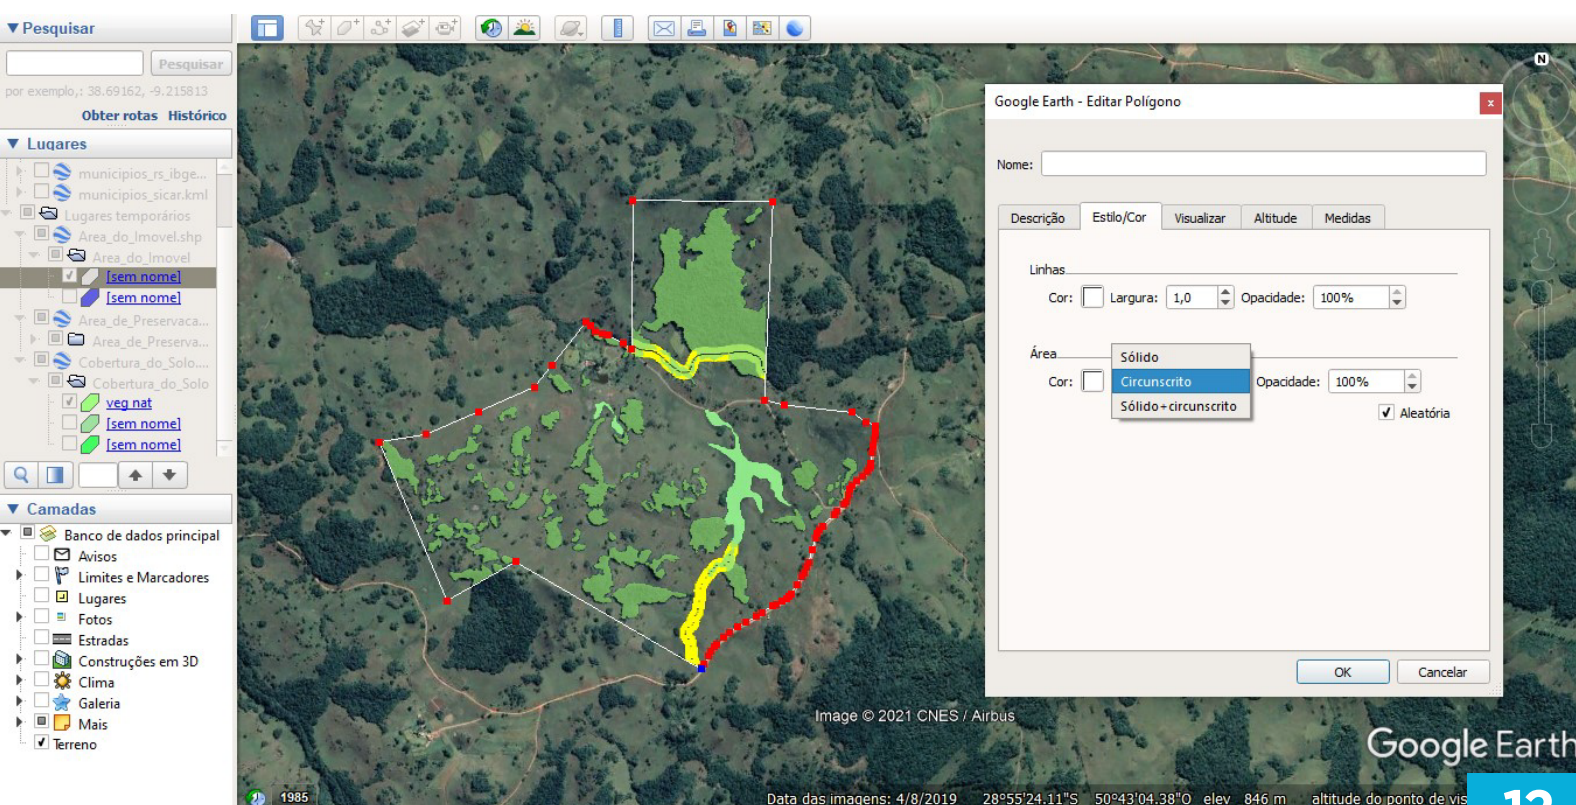 Pesquisar
Pesquisar
por exemplo,: 38.69162, -9.215813
Obter rotas Histórico
Lugares
municipios_rs_ibge...
municipios_sicar.kml
Lugares temporários
Area_do_Imovel.shp
Area_do_Imovel
[sem nome]
[sem nome]
Area_de_Preservaca...
Area_de_Preserva...
Cobertura_do_Solo....
Cobertura_do_Solo
veg nat
[sem nome]
[sem nome]
Camadas
Banco de dados principal
Avisos
Limites e Marcadores
Lugares
Fotos
Estradas
Construções em 3D
Clima
Galeria
Mais
Terreno
N
Google Earth - Editar Polígono
x
Nome:
Descrição Estilo/Cor Visualizar Altitude Medidas
Linhas
Cor: Largura: 1,0 Opacidade: 100%
Área
Sólido
Cor: Circunscrito Opacidade: 100%
Sólido+circunscrito
Aleatória
OK Cancelar
Image © 2021 CNES / Airbus
Google Earth
1985
Data das imagens: 4/8/2019 28°55'24.11"S 50°43'04.38"O elev 846 m altitude do ponto de vis